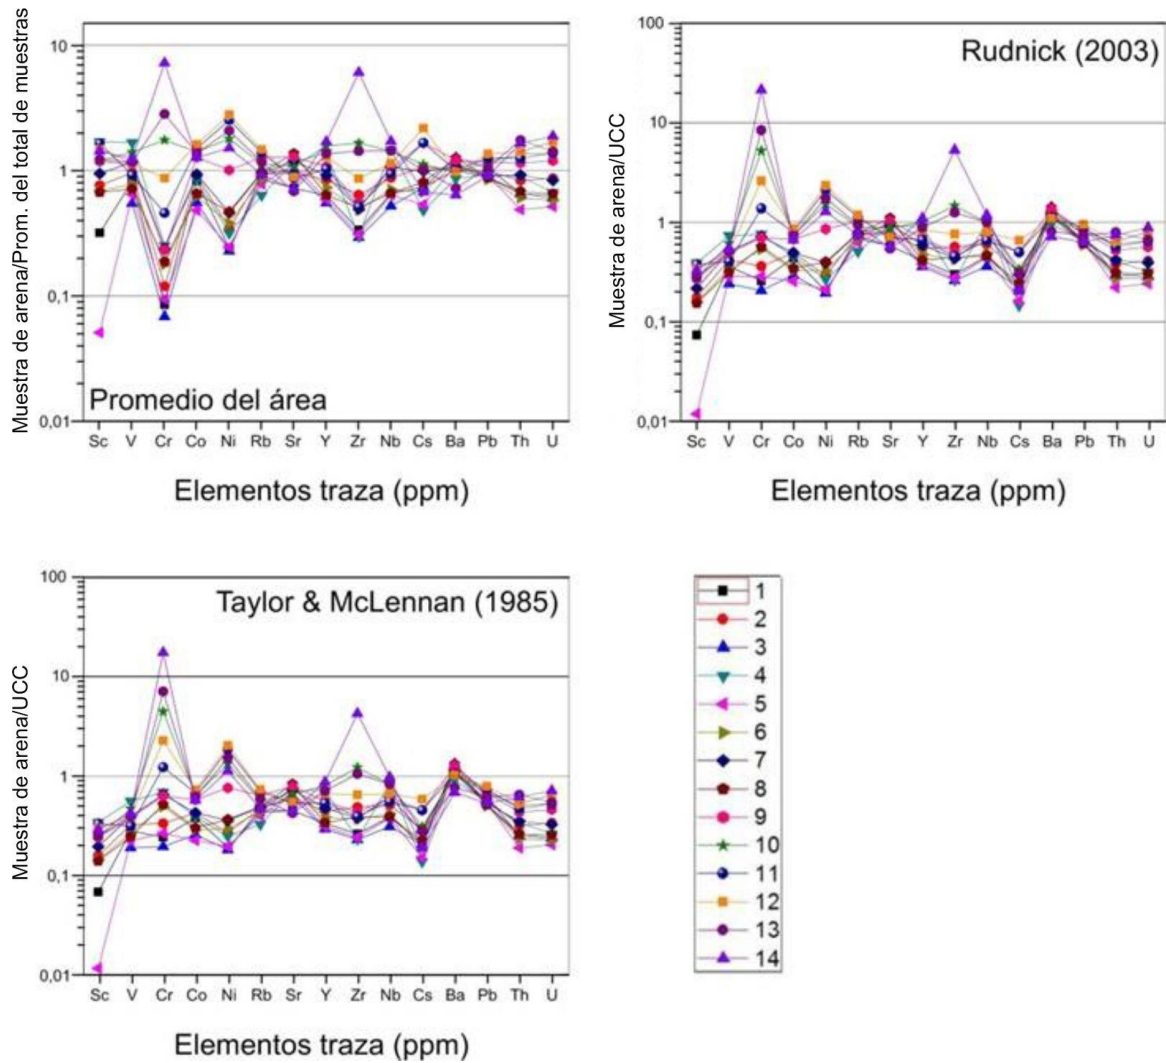 Muestra de arena/Prom. del total de muestras
10
1
0,1
0,01
Promedio del área
Sc V Cr Co Ni Rb Sr Y Zr Nb Cs Ba Pb Th U
Elementos traza (ppm)
Muestra de arena/UCC
100
10
1
0,1
0,01
Rudnick (2003)
Sc V Cr Co Ni Rb Sr Y Zr Nb Cs Ba Pb Th U
Elementos traza (ppm)
Muestra de arena/UCC
100
10
1
0,1
0,01
Taylor & McLennan (1985)
Sc V Cr Co Ni Rb Sr Y Zr Nb Cs Ba Pb Th U
Elementos traza (ppm)
1
2
3
4
5
6
7
8
9
10
11
12
13
14